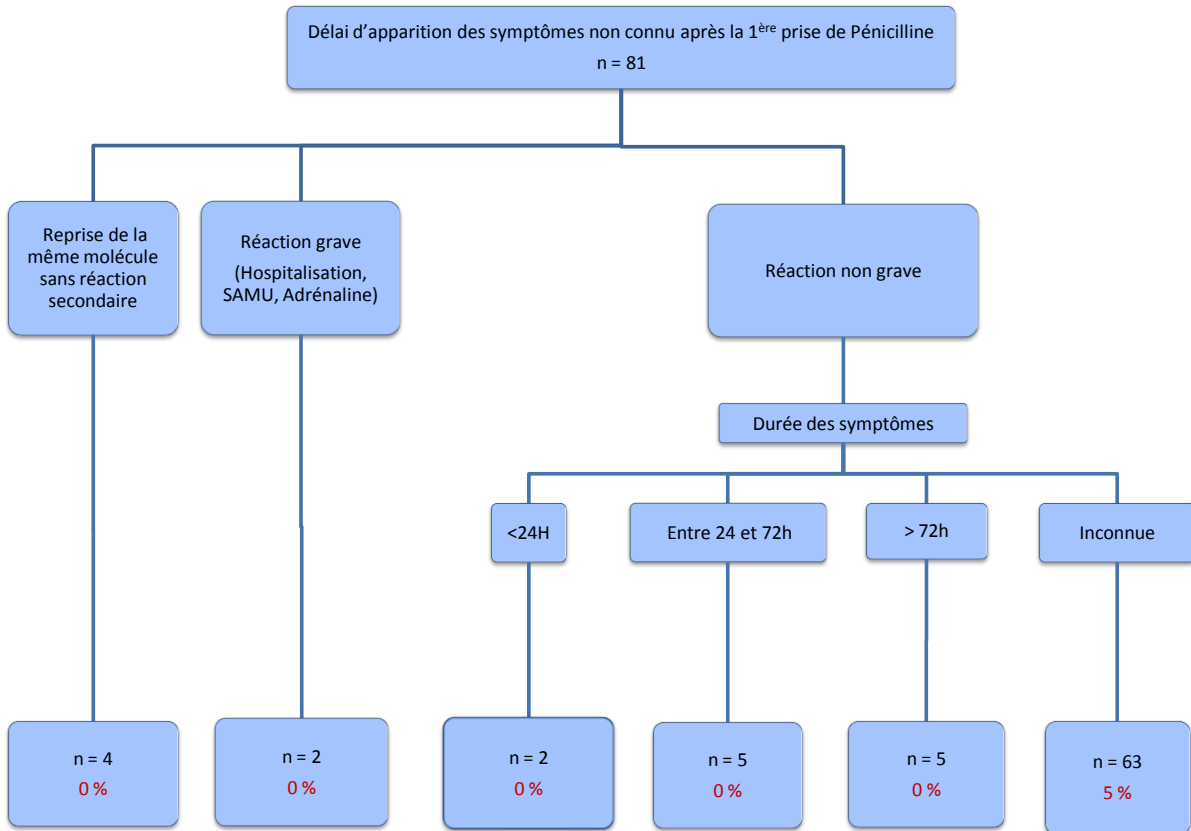 Délai d'apparition des symptômes non connu après la 1ère prise de Pénicilline
n = 81
Reprise de la
même molécule
sans réaction
secondaire
Réaction grave
(Hospitalisation,
SAMU, Adrénaline)
Réaction non grave
Durée des symptômes
<24H
Entre 24 et 72h
> 72h
Inconnue
n = 4
0 %
n = 2
0 %
n = 2
0 %
n = 5
0 %
n = 5
0 %
n = 63
5 %